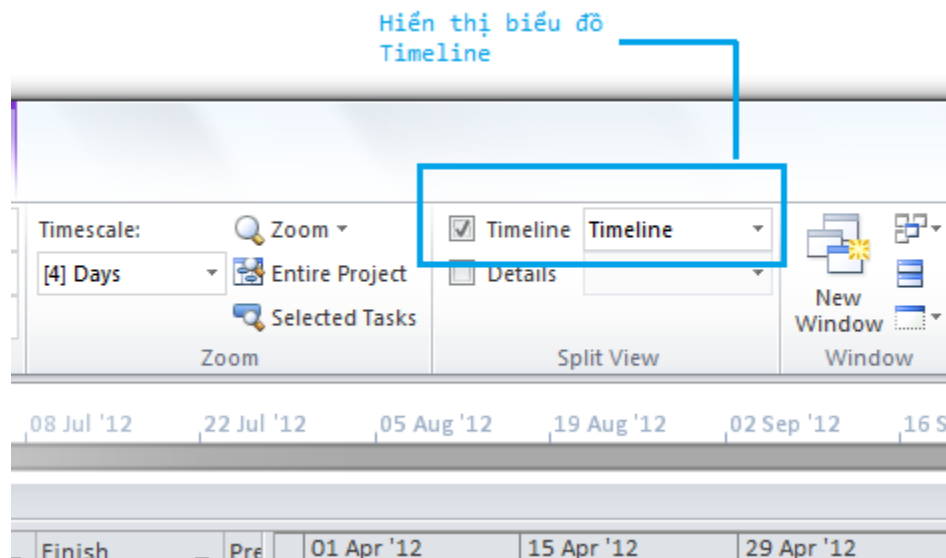 Hiển thị biểu đồ
Timeline
Timescale:
Zoom
Timeline
Timeline
[4] Days
Entire Project
Details
New
Window
Selected Tasks
Zoom
Split View
Window
08 Jul '12
22 Jul '12
05 Aug '12
19 Aug '12
02 Sep '12
16 S
Finish
Pre
01 Apr '12
15 Apr '12
29 Apr '12